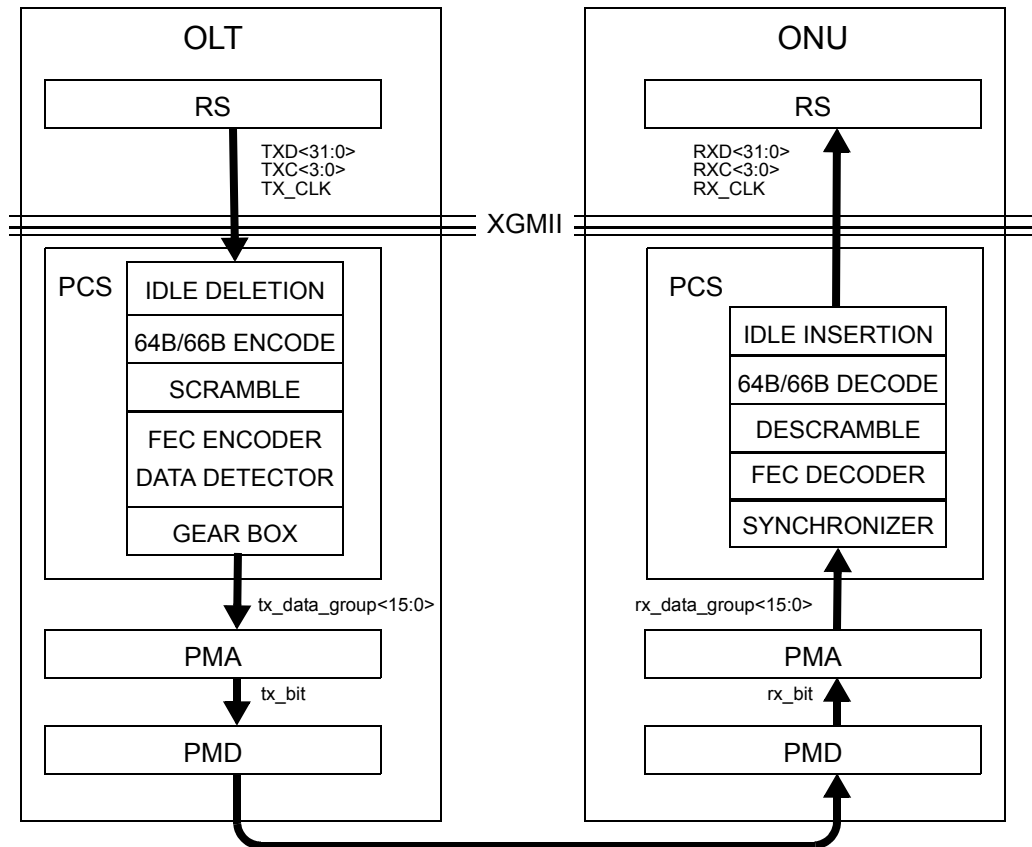 OLT
RS
TXD<31:0>
TXC<3:0>
TX_CLK
XGMII
PCS
IDLE DELETION
64B/66B ENCODE
SCRAMBLE
FEC ENCODER
DATA DETECTOR
GEAR BOX
tx_data_group<15:0>
PMA
tx_bit
PMD
ONU
RS
RXD<31:0>
RXC<3:0>
RX_CLK
PCS
IDLE INSERTION
64B/66B DECODE
DESCRAMBLE
FEC DECODER
SYNCHRONIZER
rx_data_group<15:0>
PMA
rx_bit
PMD